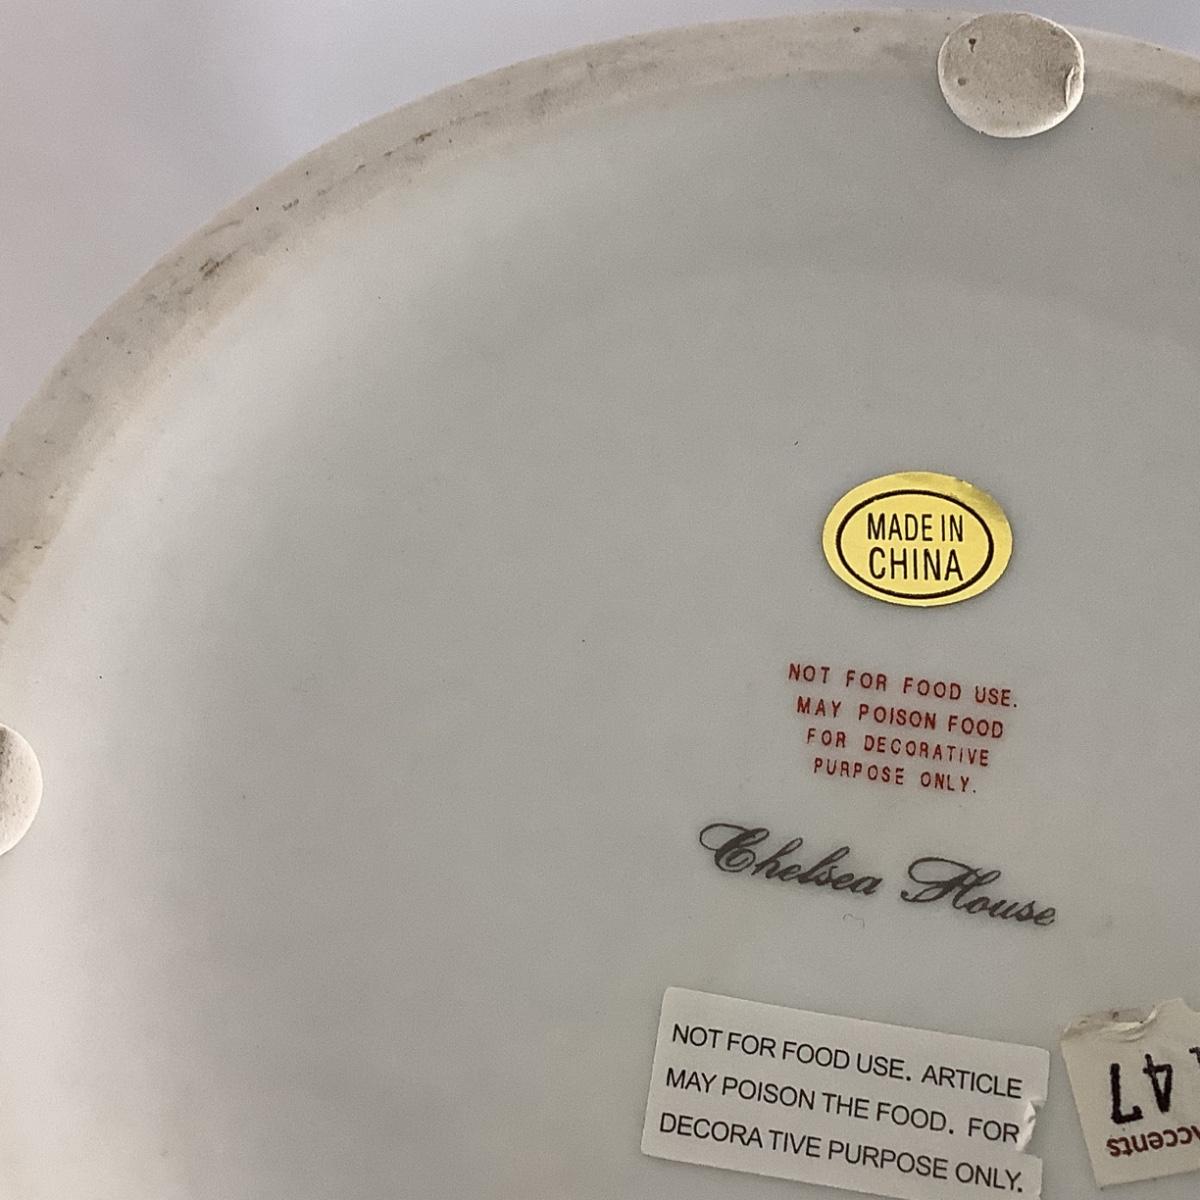 MADE IN
CHINA
NOT FOR FOOD USE.
MAY POISON FOOD
FOR DECORATIVE
PURPOSE ONLY.
Chelsea House
NOT FOR FOOD USE. ARTICLE
MAY POISON THE FOOD. FOR
DECORA TIVE PURPOSE ONLY.